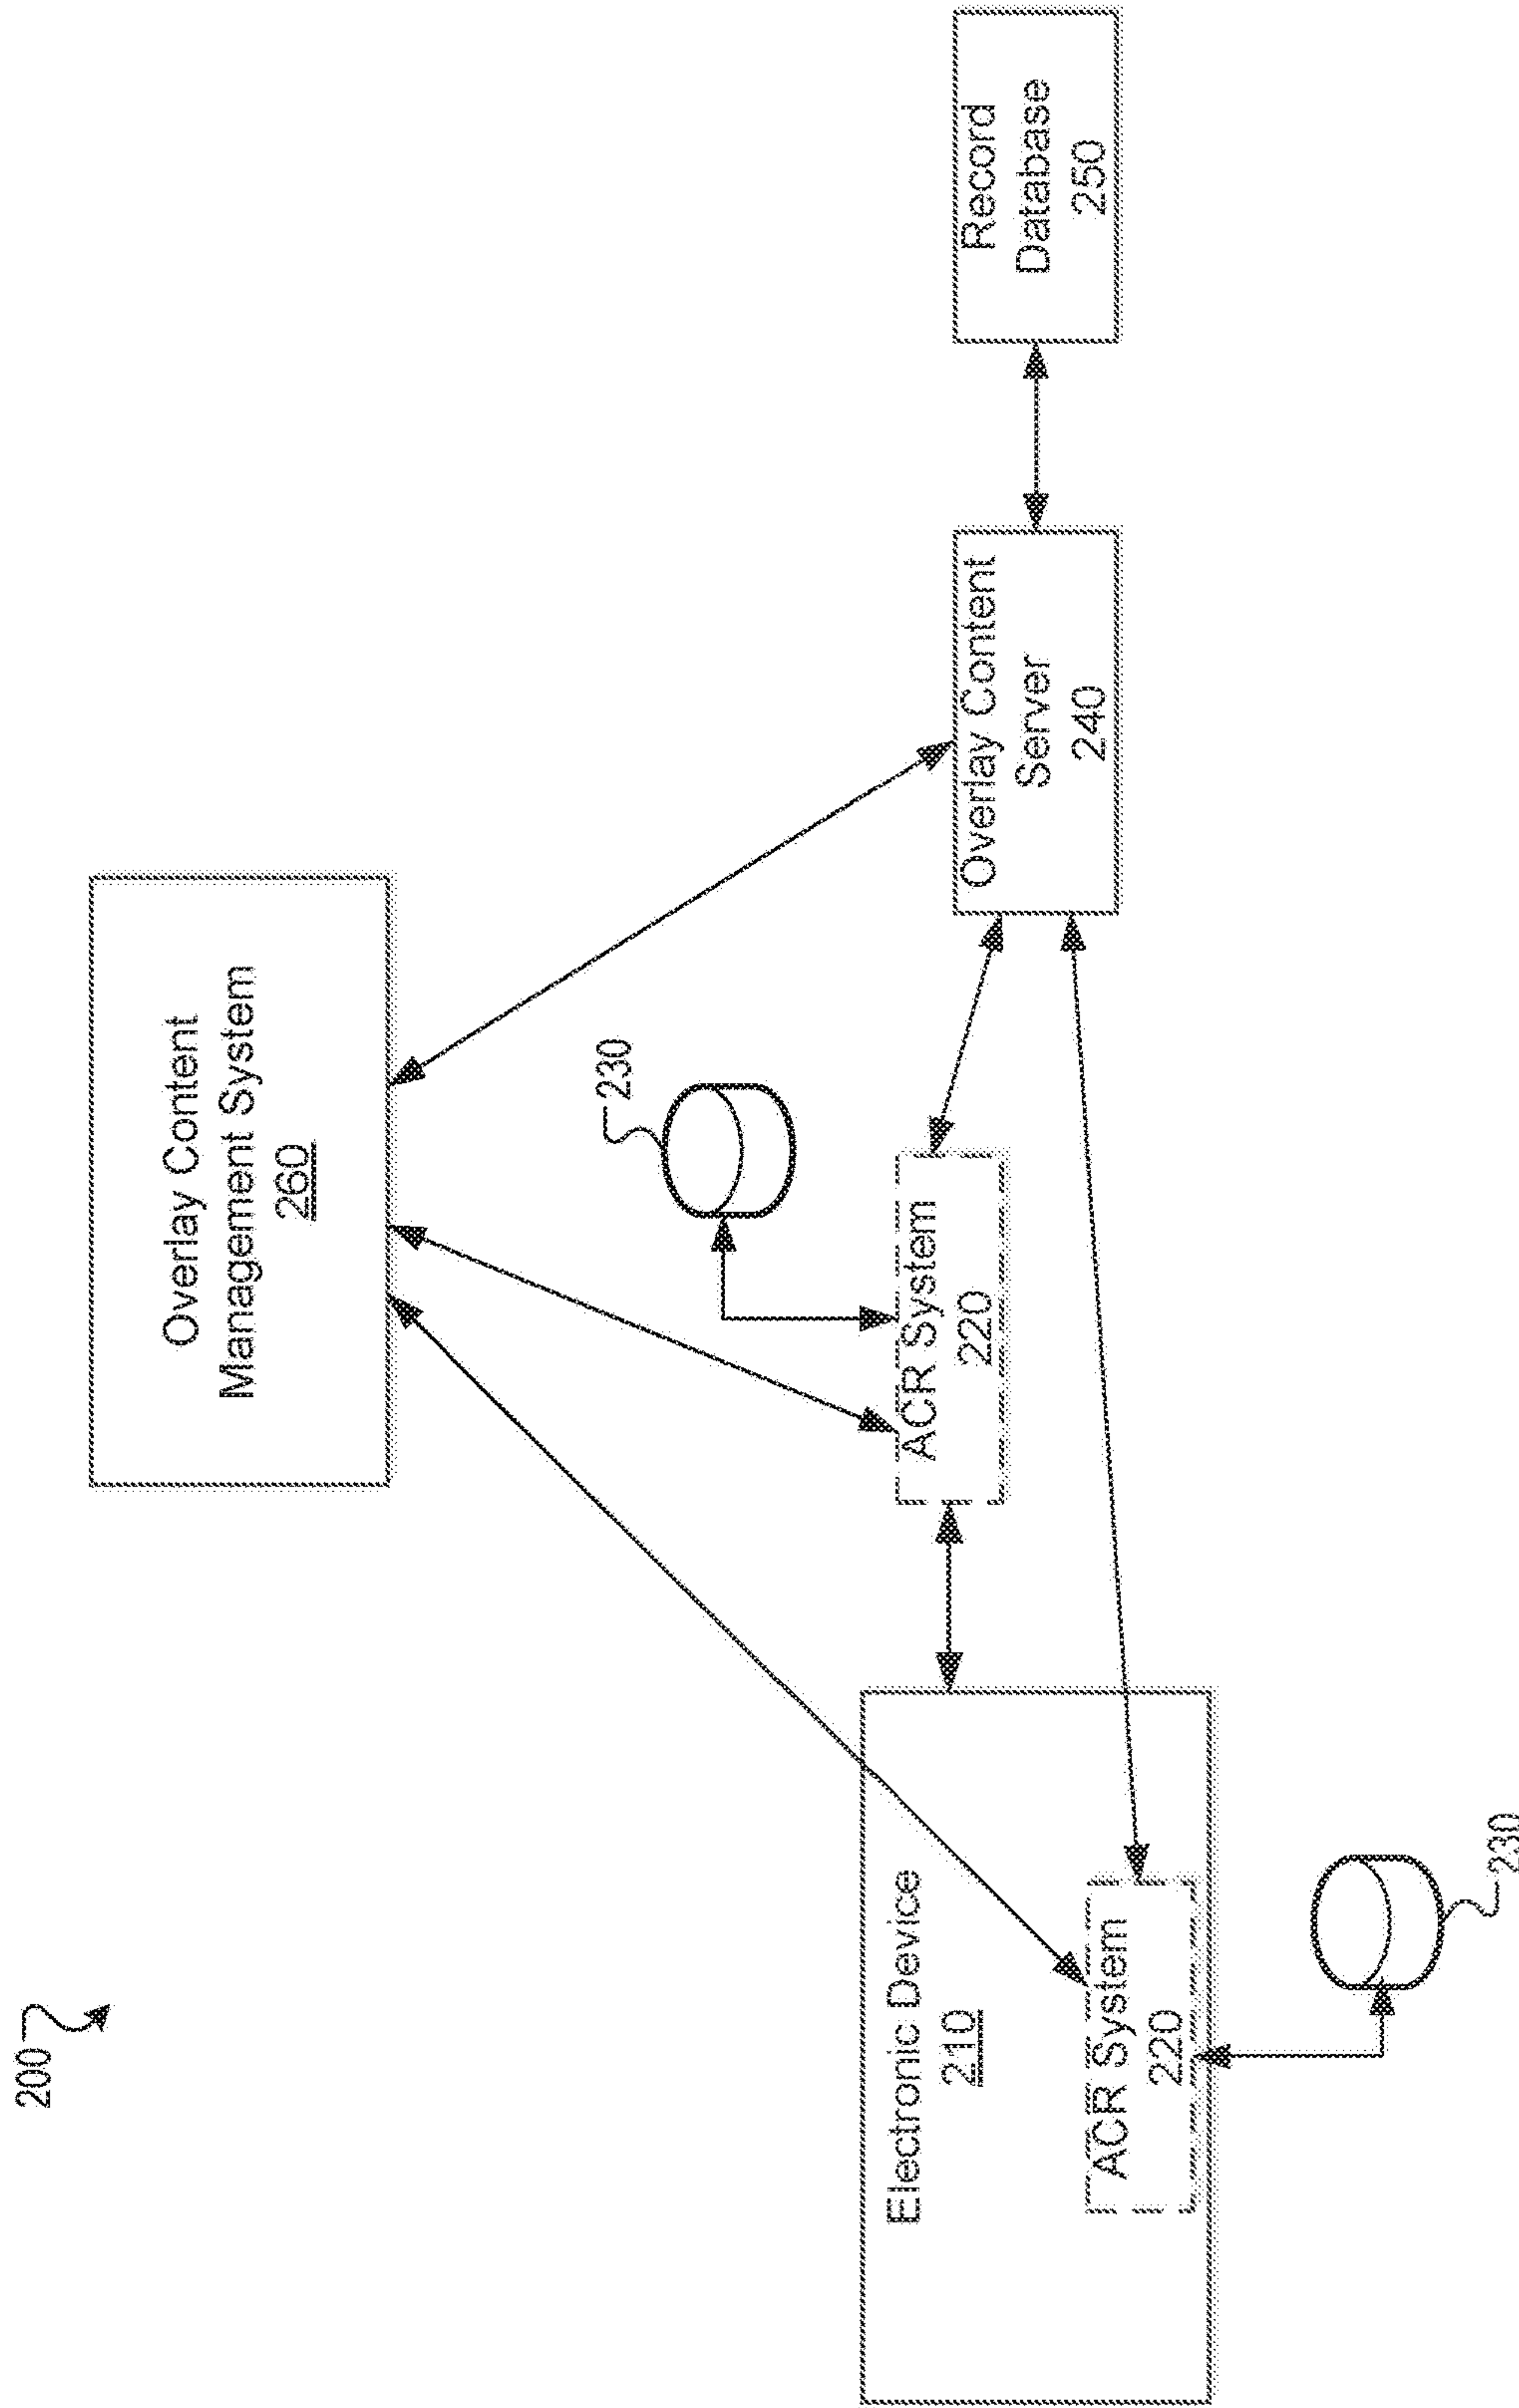 200
Overlay Content
Management System
260
230
Electronic Device
210
ACR System
220
ACR System
220
Overlay Content
Server
240
Record
Database
250
230